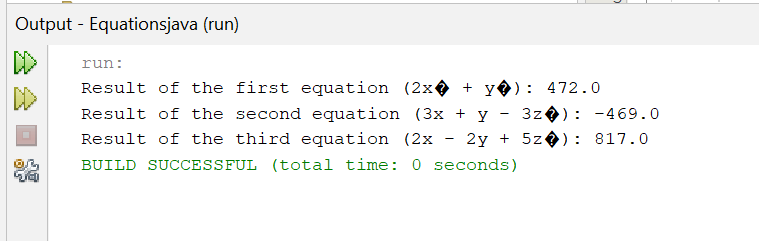 Output - Equationsjava (run)
run:
Result of the first equation (2x� + y�): 472.0
Result of the second equation (3x + y - 3z�): -469.0
Result of the third equation (2x - 2y + 5z�): 817.0
BUILD SUCCESSFUL (total time: 0 seconds)